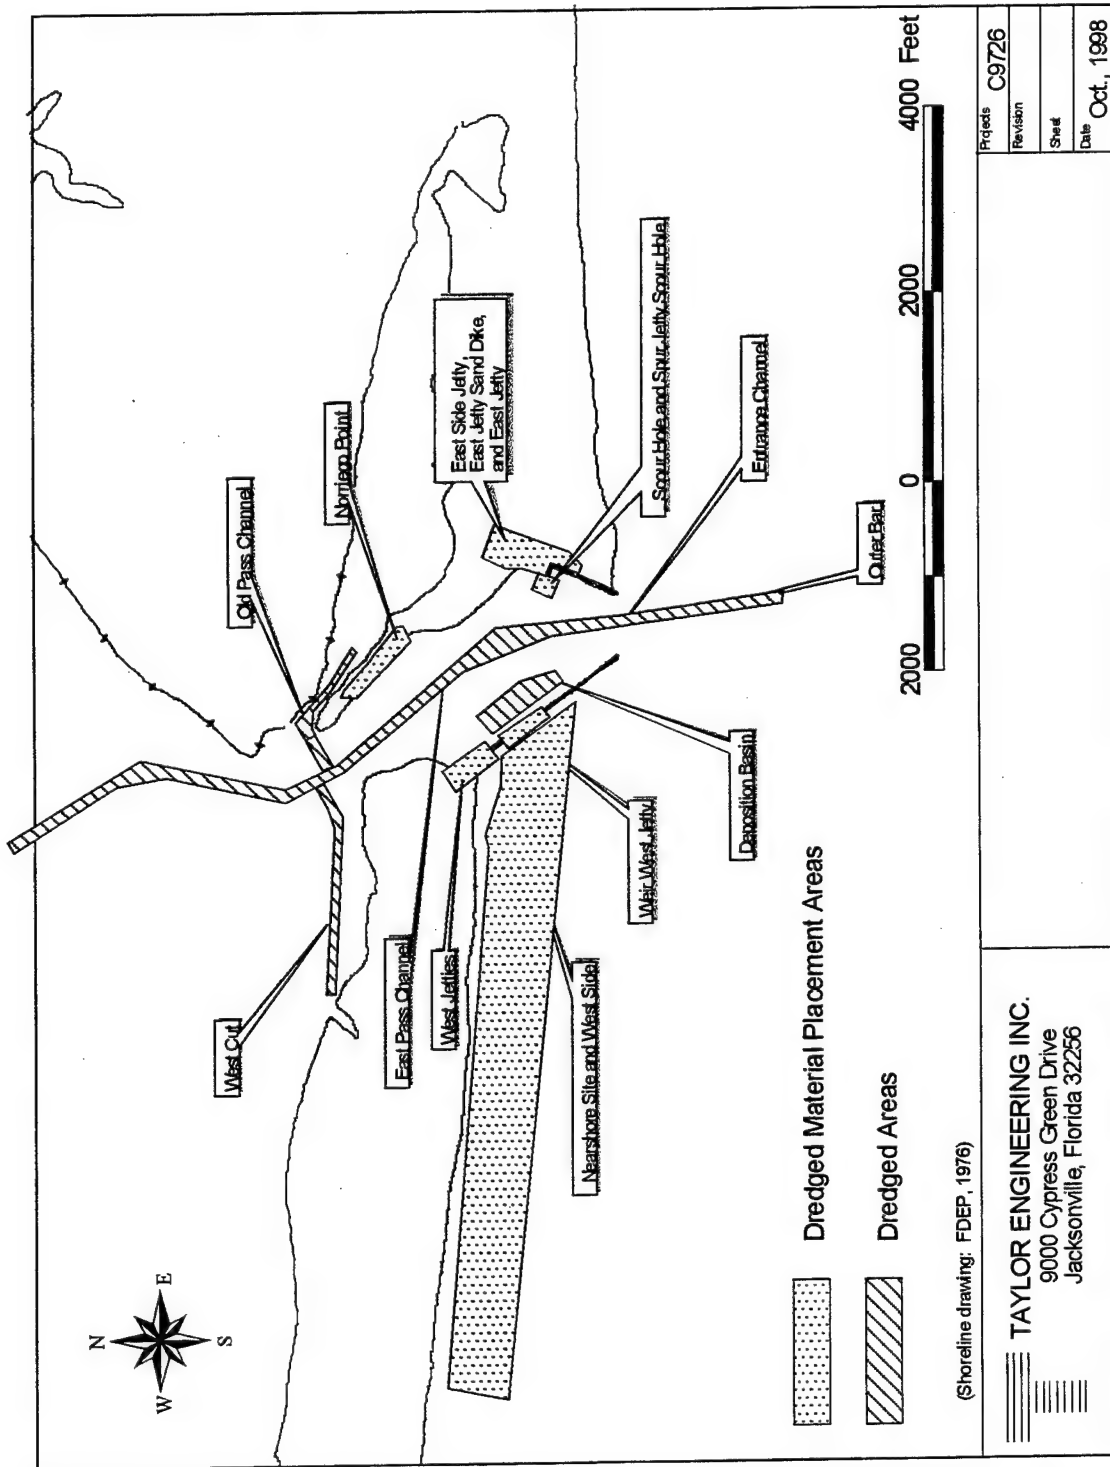 N
W
E
S
West Cut
Old Pass Channel
Norriego Point
East Pass Channel
West Jetties
East Side Jetty,
East Jetty Sand Dike,
and East Jetty
Scour Hole and Spur Jetty Scour Hole
Nearshore Site and West Side
Weir West Jetty
Deposition Basin
Entrance Channel
Outer Bar
Dredged Material Placement Areas
Dredged Areas
2000
0
2000
4000 Feet
(Shoreline drawing: FDEP, 1976)
TAYLOR ENGINEERING INC.
9000 Cypress Green Drive
Jacksonville, Florida 32256
Projects
C9726
Revision
Sheet
Date
Oct., 1998